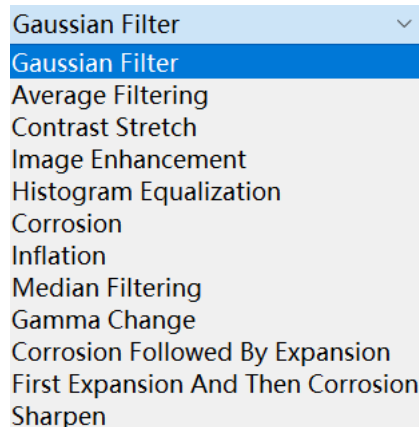 Gaussian Filter
Gaussian Filter
Average Filtering
Contrast Stretch
Image Enhancement
Histogram Equalization
Corrosion
Inflation
Median Filtering
Gamma Change
Corrosion Followed By Expansion
First Expansion And Then Corrosion
Sharpen